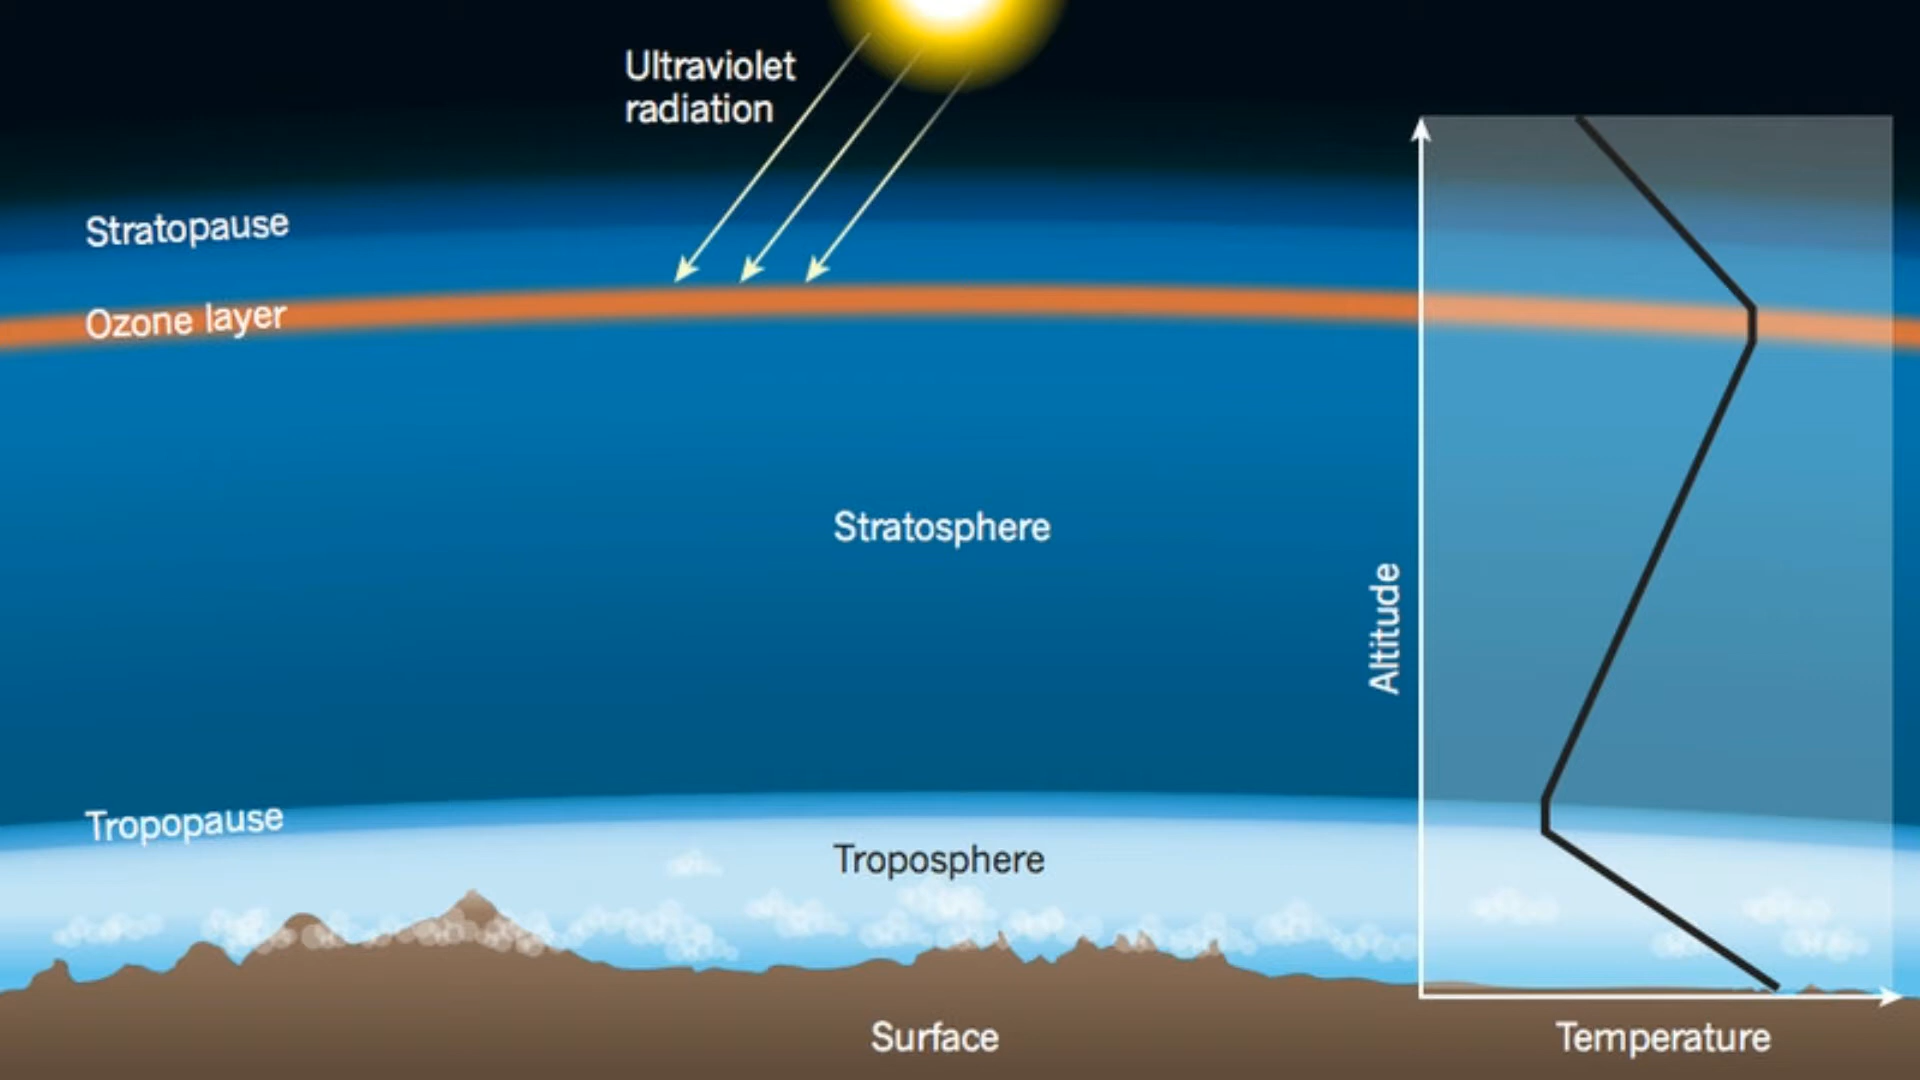 Ultraviolet
radiation
Stratopause
Ozone layer
Stratosphere
Altitude
Tropopause
Troposphere
Surface
Temperature